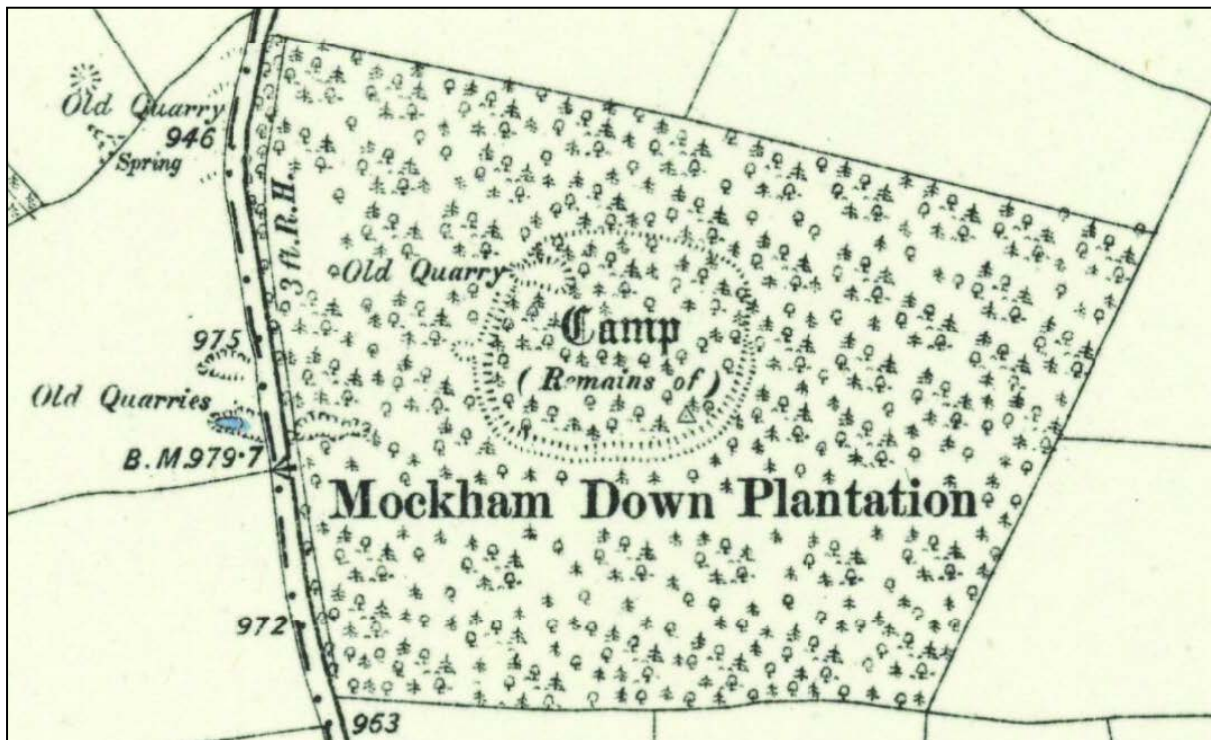 Old Quarry
946
Spring
3 ft. R.H.
Old Quarry
Camp
(Remains of)
975
Old Quarries
B.M.979·7
Mockham Down Plantation
972
963